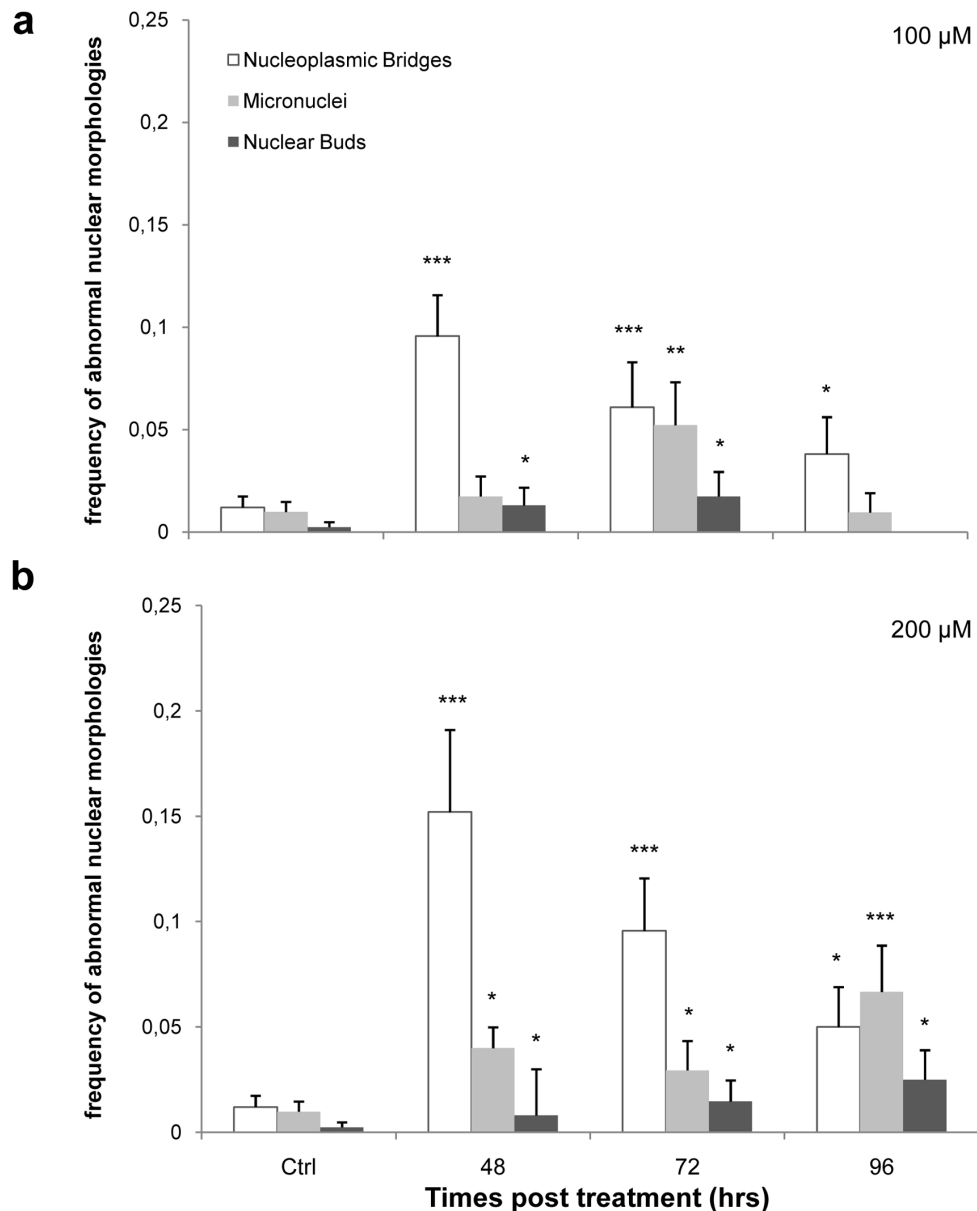 a
100 µM
frequency of abnormal nuclear morphologies
0,25
0,2
0,15
0,1
0,05
0
Nucleoplasmic Bridges
Micronuclei
Nuclear Buds
***
*
***
**
*
*
b
200 µM
frequency of abnormal nuclear morphologies
0,25
0,2
0,15
0,1
0,05
0
***
*
*
***
*
*
*
***
*
Ctrl 48 72 96
Times post treatment (hrs)